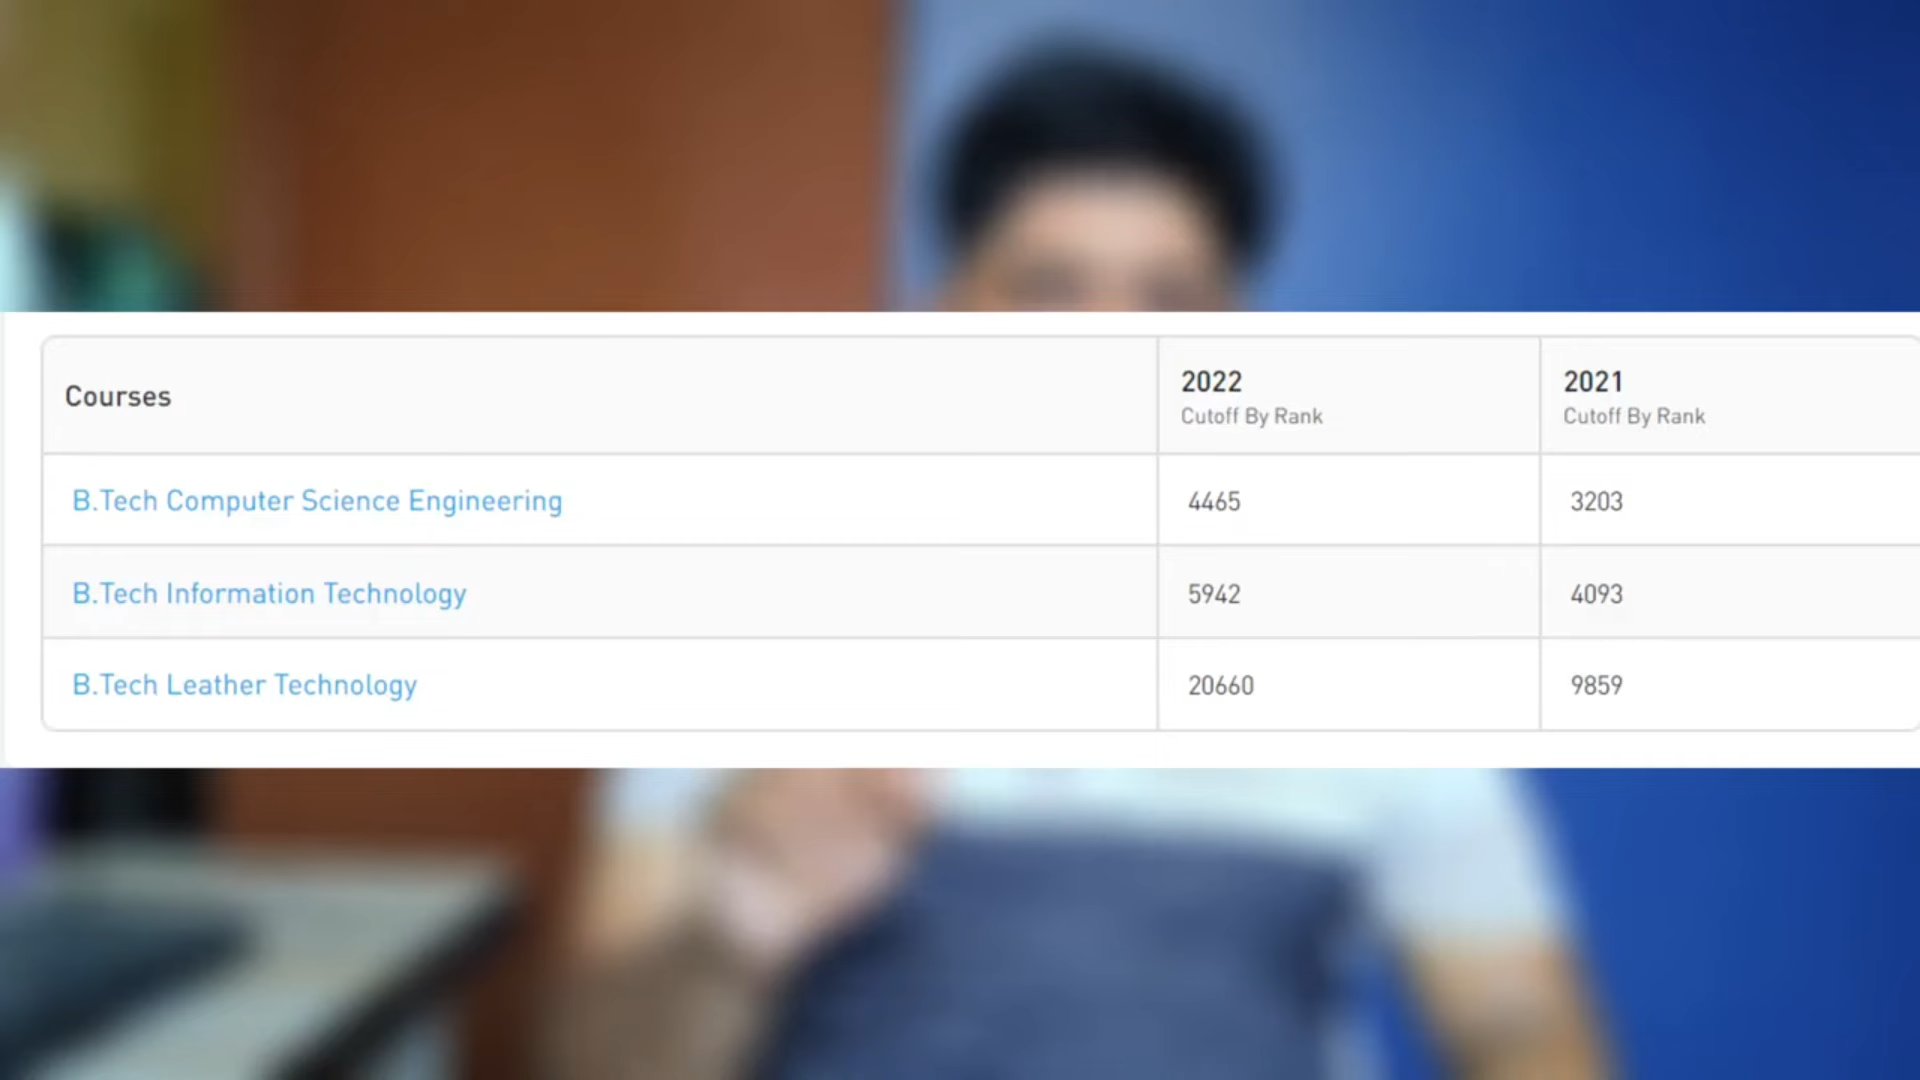 Courses
2022
Cutoff By Rank
2021
Cutoff By Rank
B.Tech Computer Science Engineering
4465
3203
B.Tech Information Technology
5942
4093
B.Tech Leather Technology
20660
9859